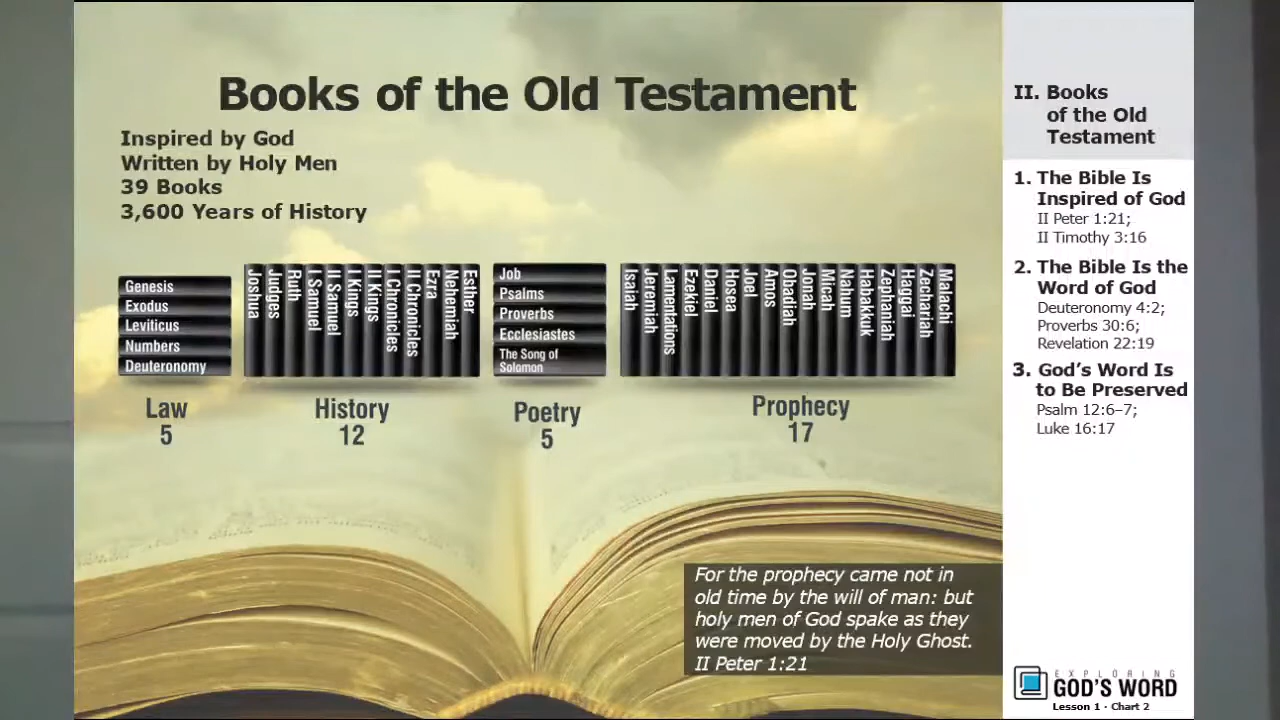 Books of the Old Testament
Inspired by God
Written by Holy Men
39 Books
3,600 Years of History
Genesis
Exodus
Leviticus
Numbers
Deuteronomy
Law
5
Joshua
Judges
Ruth
I Samuel
II Samuel
I Kings
II Kings
I Chronicles
II Chronicles
Ezra
Nehemiah
Esther
History
12
Job
Psalms
Proverbs
Ecclesiastes
The Song of
Solomon
Poetry
5
Isaiah
Jeremiah
Lamentations
Ezekiel
Daniel
Hosea
Joel
Amos
Obadiah
Jonah
Micah
Nahum
Habakkuk
Zephaniah
Haggai
Zechariah
Malachi
Prophecy
17
For the prophecy came not in
old time by the will of man: but
holy men of God spake as they
were moved by the Holy Ghost.
II Peter 1:21
II. Books
of the Old
Testament
1. The Bible Is
Inspired of God
II Peter 1:21;
II Timothy 3:16
2. The Bible Is the
Word of God
Deuteronomy 4:2;
Proverbs 30:6;
Revelation 22:19
3. God's Word Is
to Be Preserved
Psalm 12:6–7;
Luke 16:17
EXPLORING
GOD'S WORD
Lesson 1 · Chart 2